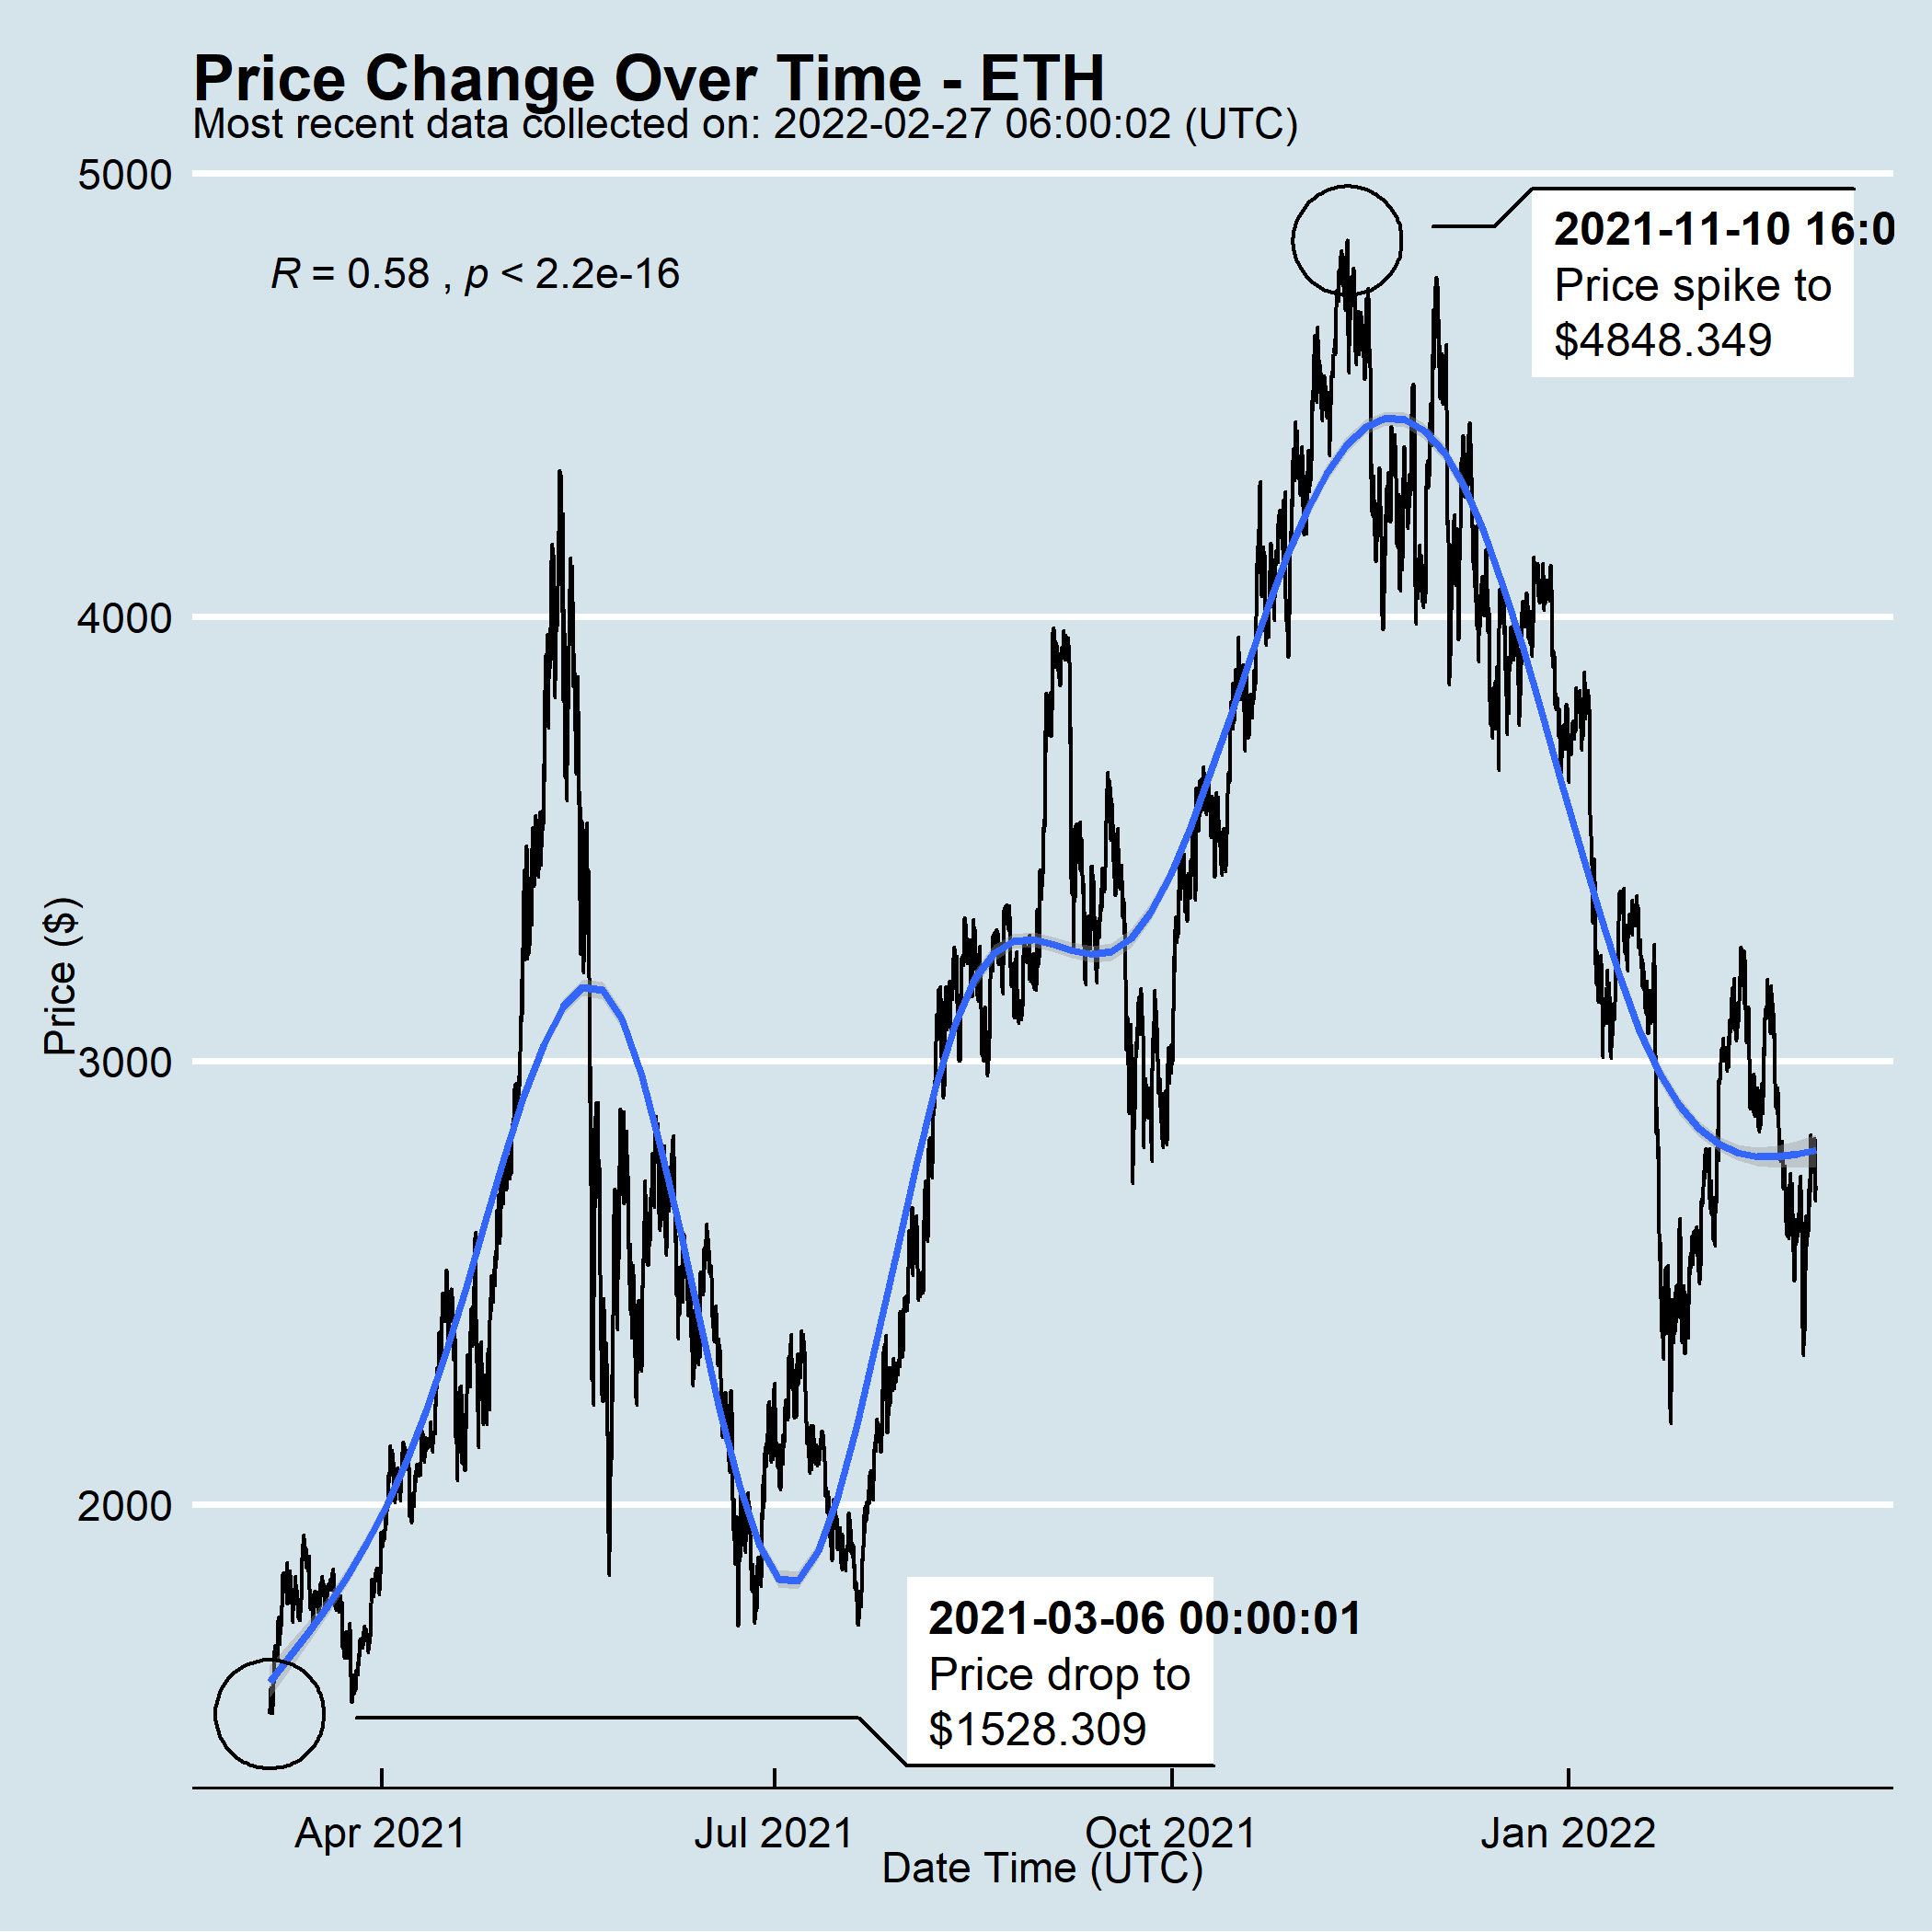 Price Change Over Time - ETH
Most recent data collected on: 2022-02-27 06:00:02 (UTC)
5000
2021-11-10 16:0
Price spike to
$4848.349
R = 0.58 , p < 2.2e-16
4000
Price ($)
3000
2000
2021-03-06 00:00:01
Price drop to
$1528.309
Apr 2021
Jul 2021
Oct 2021
Jan 2022
Date Time (UTC)